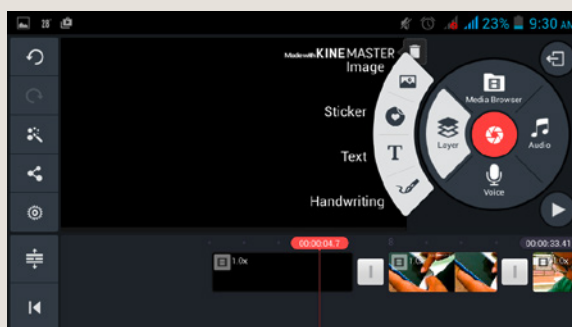 23% 9:30 AM
Made with KINEMASTER
Image
Media Browser
Sticker
Layer
Audio
Text
T
Voice
Handwriting
00:00:04.7
00:00:33.41
1.0x
1.0x
1.0x